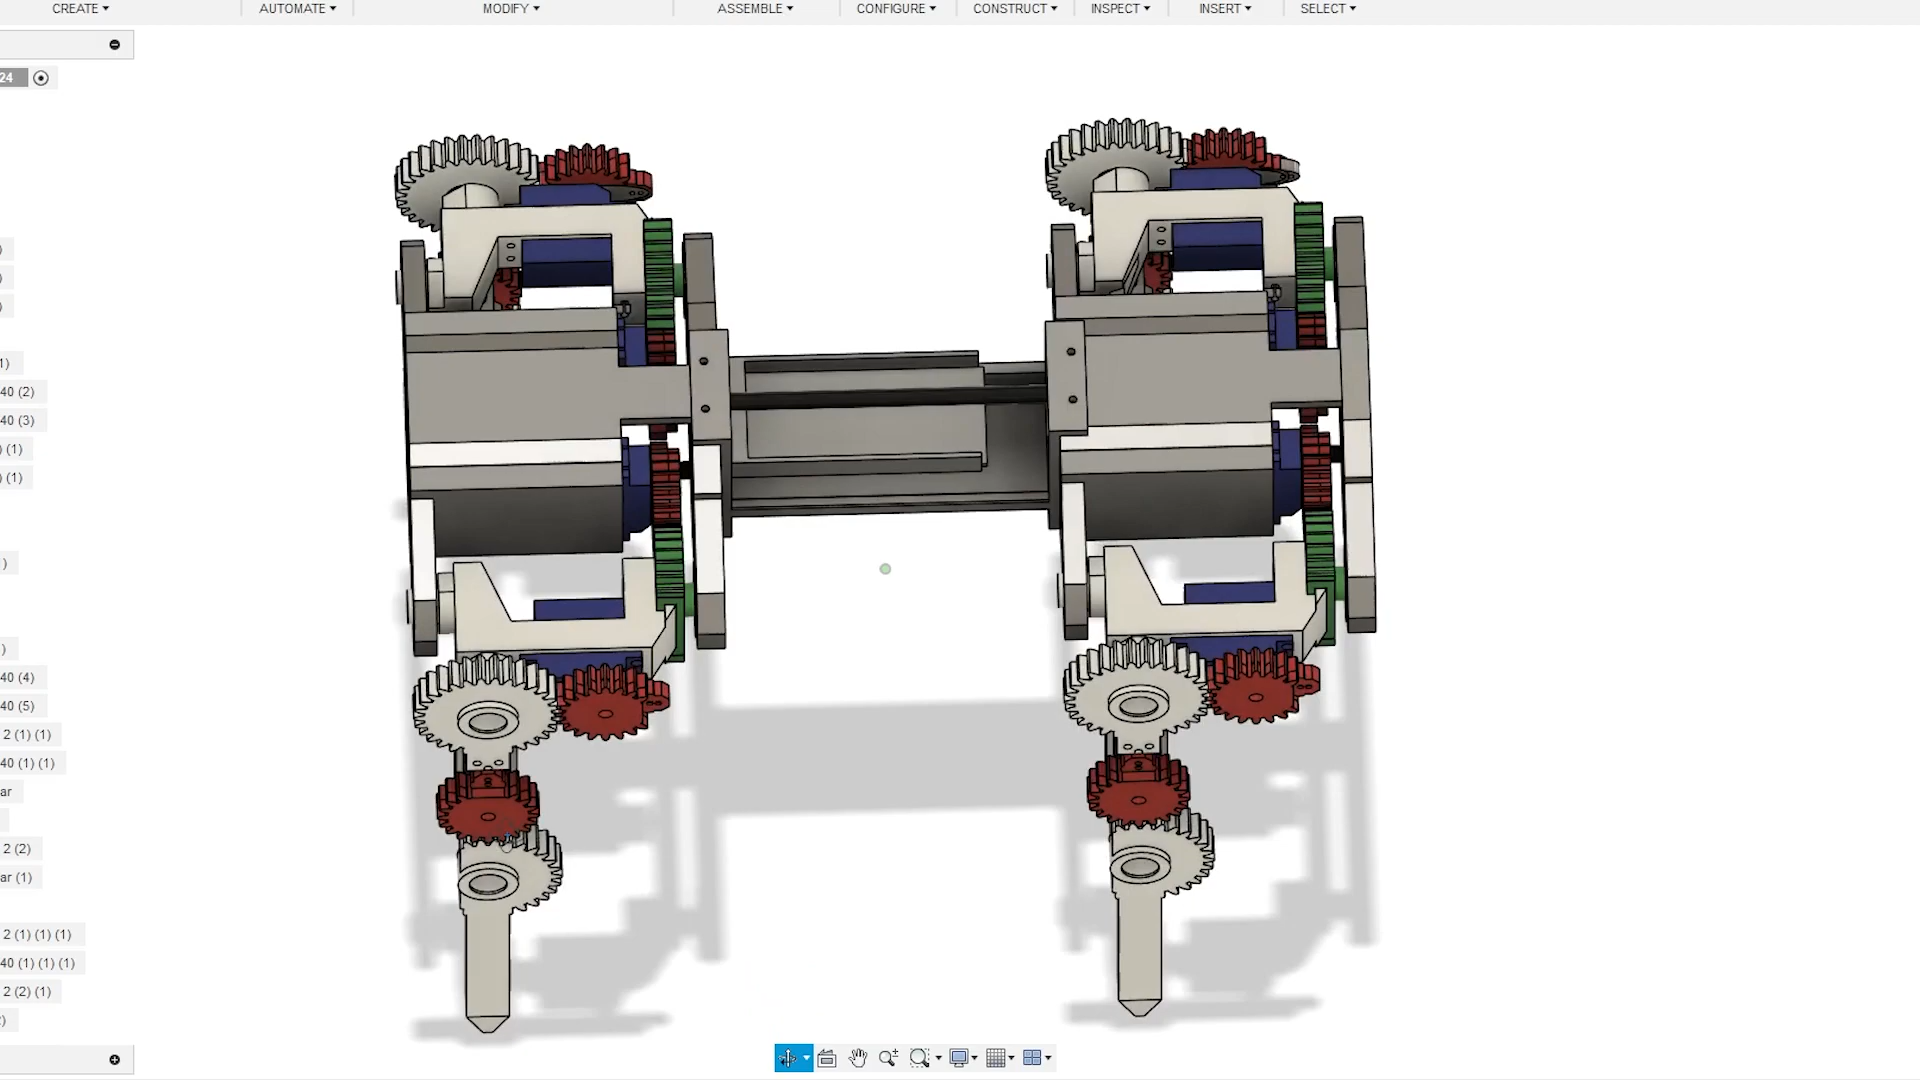 CREATE AUTOMATE MODIFY ASSEMBLE CONFIGURE CONSTRUCT INSPECT INSERT SELECT
24
)
)
)
1)
40 (2)
40 (3)
) (1)
) (1)
)
)
40 (4)
40 (5)
2 (1) (1)
40 (1) (1)
ar
2 (2)
ar (1)
2 (1) (1) (1)
40 (1) (1) (1)
2 (2) (1)